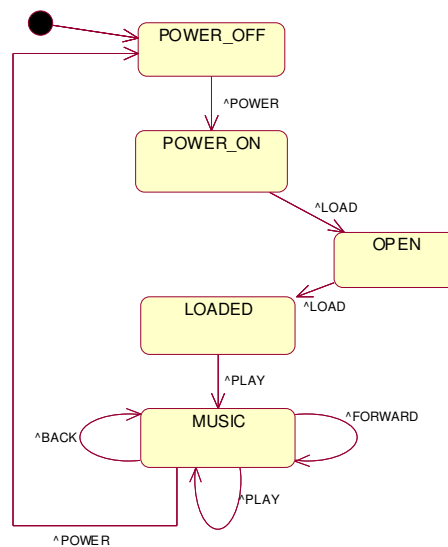 POWER_OFF
^POWER
POWER_ON
^LOAD
OPEN
LOADED
^LOAD
^PLAY
MUSIC
^FORWARD
^BACK
^PLAY
^POWER